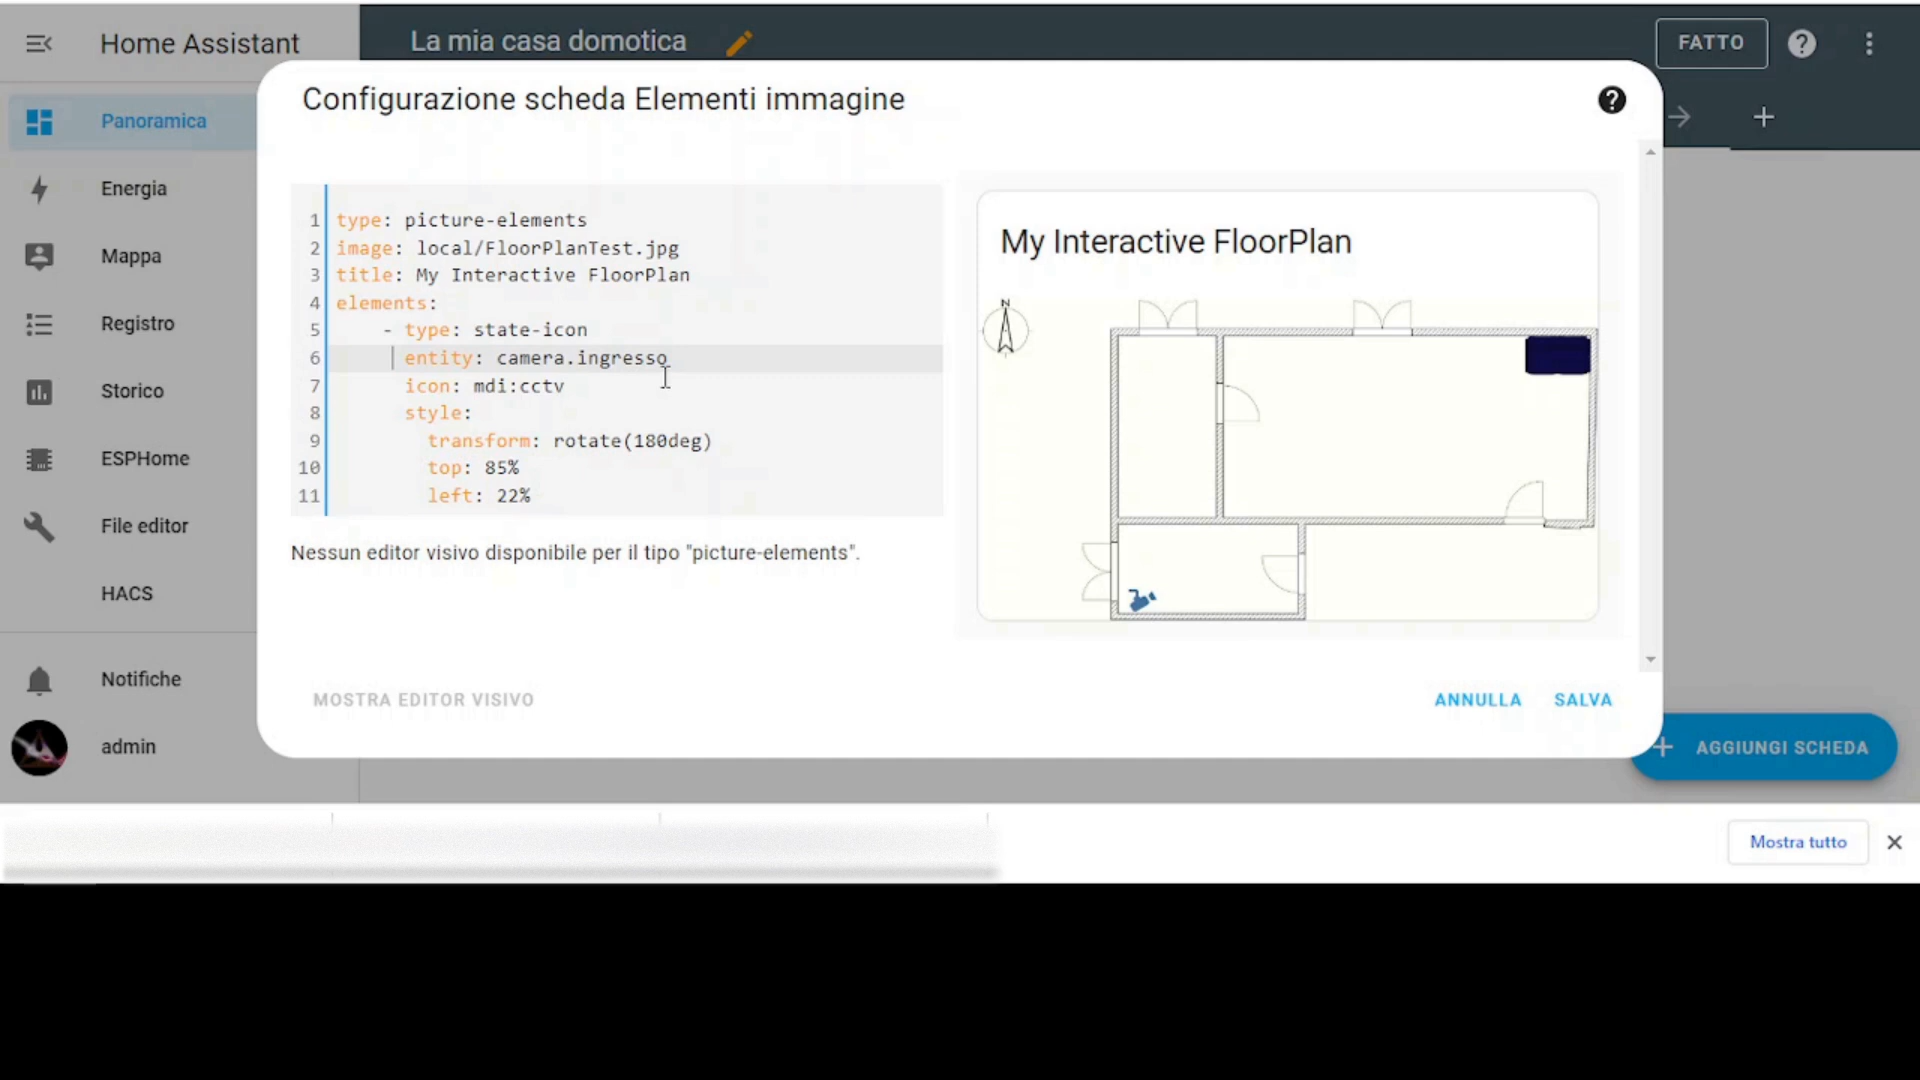 Home Assistant
La mia casa domotica
FATTO
Configurazione scheda Elementi immagine
Panoramica
Energia
Mappa
Registro
Storico
ESPHome
File editor
HACS
Notifiche
admin
1 type: picture-elements
2 image: local/FloorPlanTest.jpg
3 title: My Interactive FloorPlan
4 elements:
5 - type: state-icon
6 entity: camera.ingresso
7 icon: mdi:cctv
8 style:
9 transform: rotate(180deg)
10 top: 85%
11 left: 22%
Nessun editor visivo disponibile per il tipo "picture-elements".
My Interactive FloorPlan
N
MOSTRA EDITOR VISIVO
ANNULLA
SALVA
AGGIUNGI SCHEDA
Mostra tutto